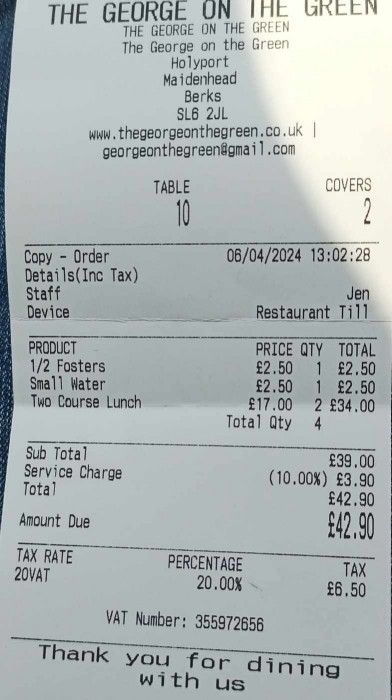 THE GEORGE ON THE GREEN
THE GEORGE ON THE GREEN
The George on the Green
Holyport
Maidenhead
Berks
SL6 2JL
www.thegeorgeonthegreen.co.uk |
georgeonthegreen@gmail.com
TABLE COVERS
10 2
Copy - Order 06/04/2024 13:02:28
Details(Inc Tax)
Staff Jen
Device Restaurant Till
PRODUCT PRICE QTY TOTAL
1/2 Fosters £2.50 1 £2.50
Small Water £2.50 1 £2.50
Two Course Lunch £17.00 2 £34.00
Total Qty 4
Sub Total £39.00
Service Charge (10.00%) £3.90
Total £42.90
Amount Due £42.90
TAX RATE PERCENTAGE TAX
20VAT 20.00% £6.50
VAT Number: 355972656
Thank you for dining
with us